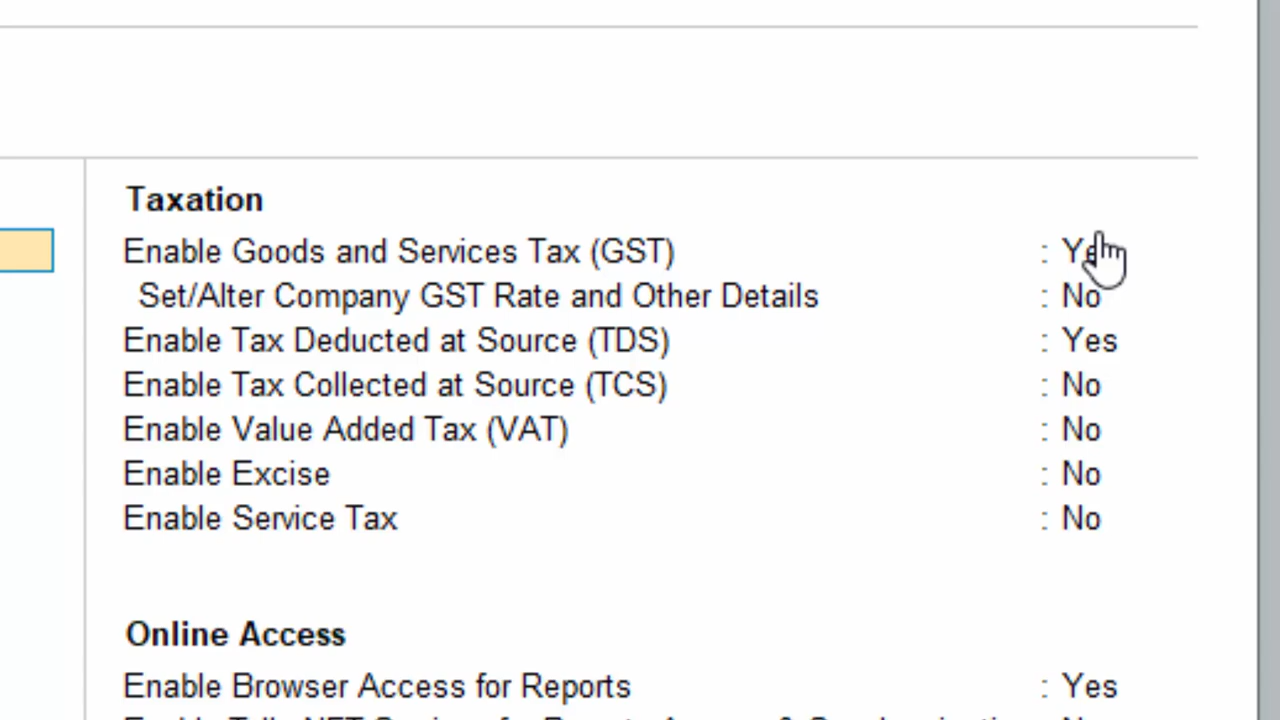 Taxation
Enable Goods and Services Tax (GST) : Yes
Set/Alter Company GST Rate and Other Details : No
Enable Tax Deducted at Source (TDS) : Yes
Enable Tax Collected at Source (TCS) : No
Enable Value Added Tax (VAT) : No
Enable Excise : No
Enable Service Tax : No
Online Access
Enable Browser Access for Reports : Yes